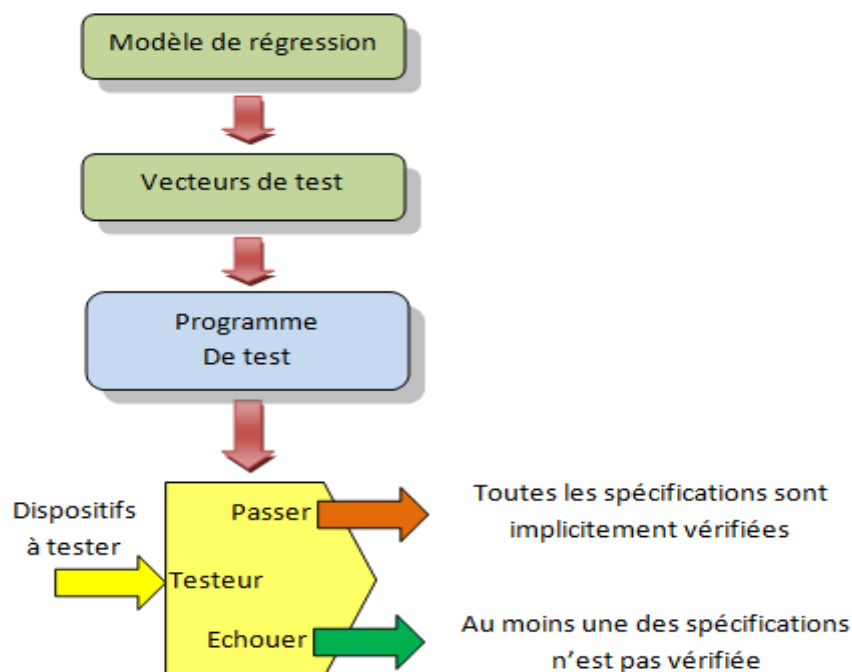 Modèle de régression
Vecteurs de test
Programme
De test
Dispositifs
à tester
Passer
Testeur
Echouer
Toutes les spécifications sont
implicitement vérifiées
Au moins une des spécifications
n'est pas vérifiée